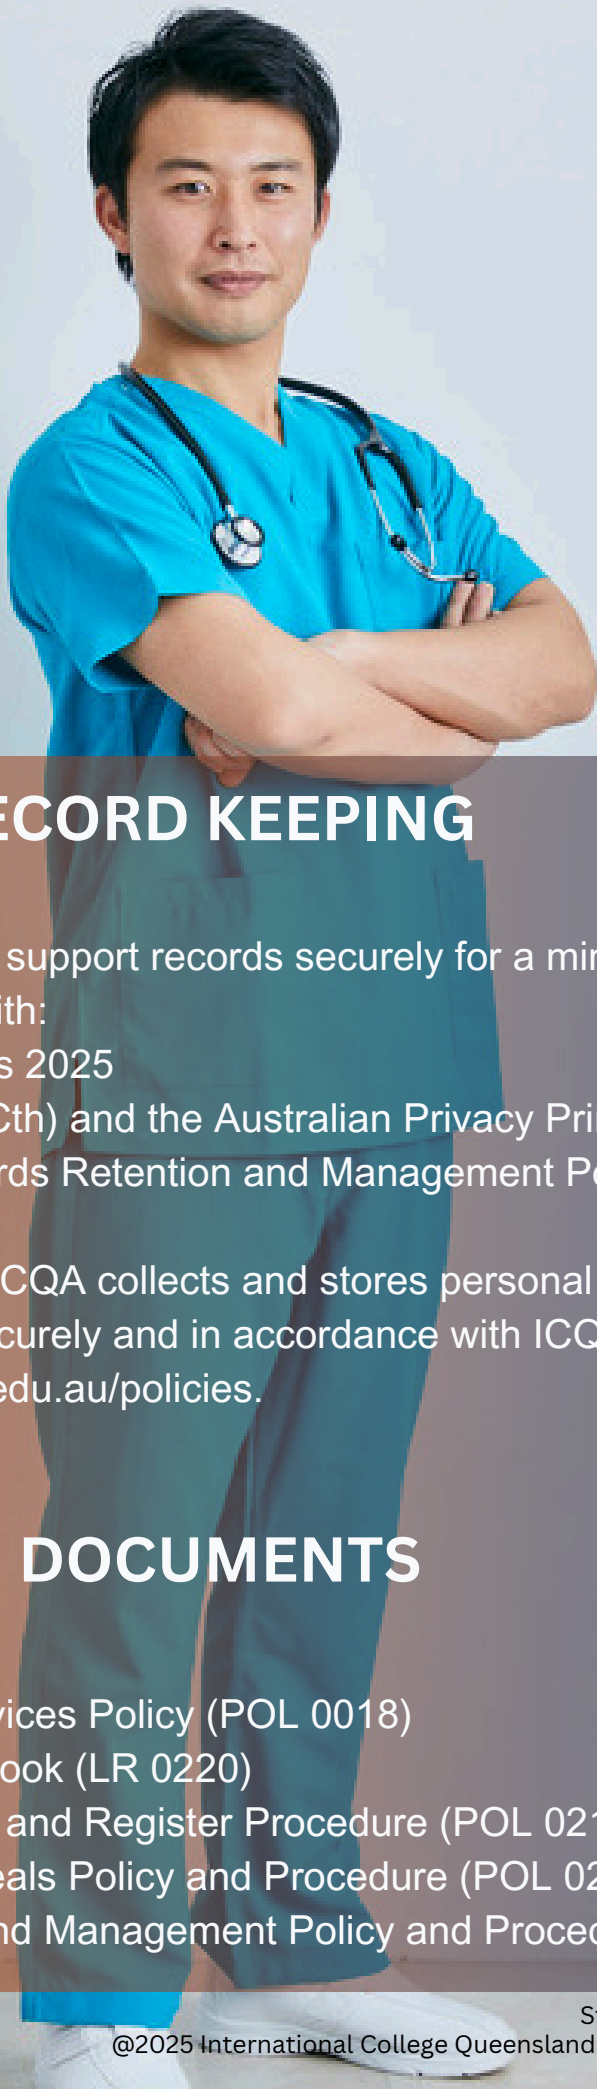 ECORD KEEPING
support records securely for a min
ith:
s 2025
Cth) and the Australian Privacy Prin
rds Retention and Management Po
CQA collects and stores personal
curely and in accordance with ICQ
edu.au/policies.
DOCUMENTS
vices Policy (POL 0018)
ook (LR 0220)
and Register Procedure (POL 021
eals Policy and Procedure (POL 02
nd Management Policy and Proced
St
@2025 International College Queensland